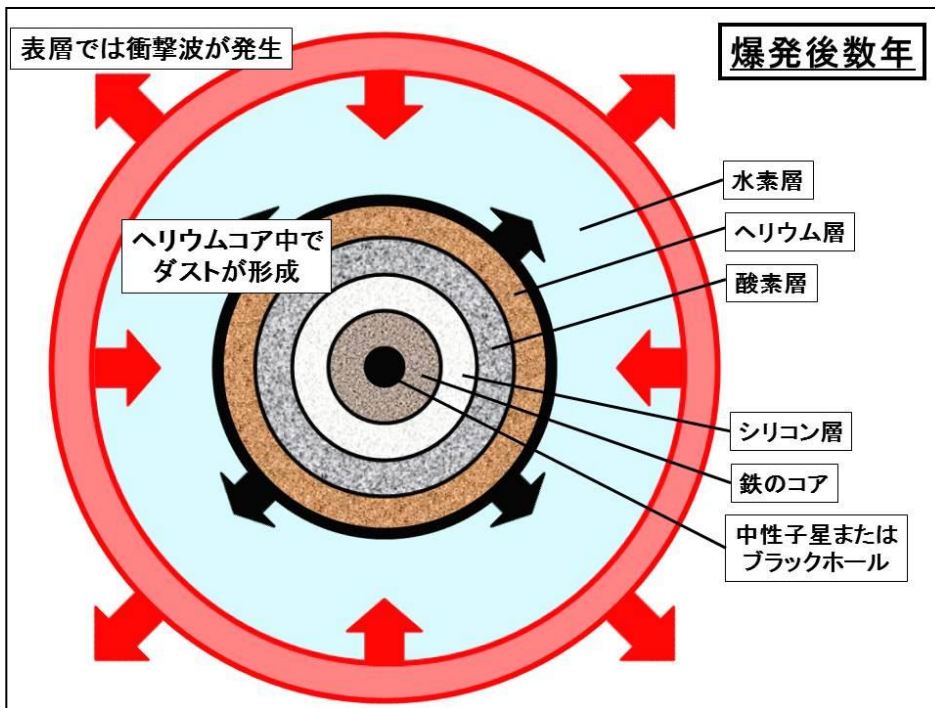 表層では衝撃波が発生
爆発後数年
水素層
ヘリウム層
ヘリウムコア中で
ダストが形成
酸素層
シリコン層
鉄のコア
中性子星または
ブラックホール